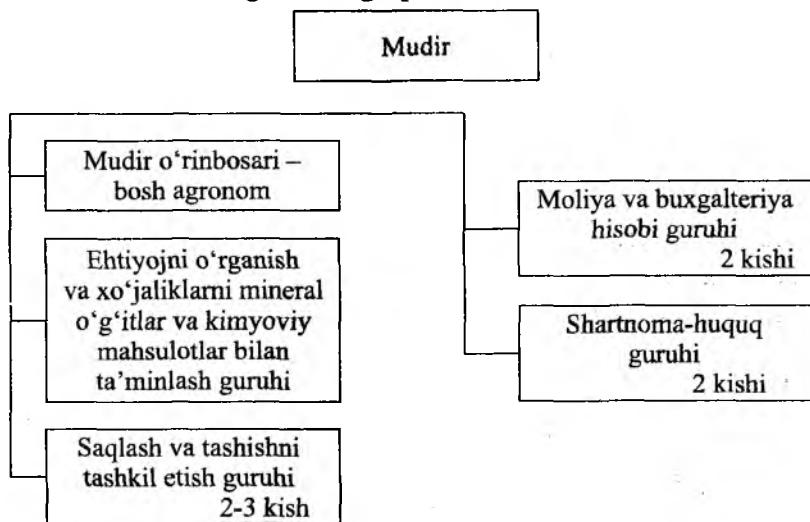 Mudir
Mudir o‘rinbosari –
bosh agronom
Ehtiyojni o‘rganish
va xo‘jaliklarni mineral
o‘g‘itlar va kimyoviy
mahsulotlar bilan
ta’minlash guruhi
Saqlash va tashishni
tashkil etish guruhi
2-3 kish
Moliya va buxgalteriya
hisobi guruhi
2 kishi
Shartnoma-huquq
guruhi
2 kishi